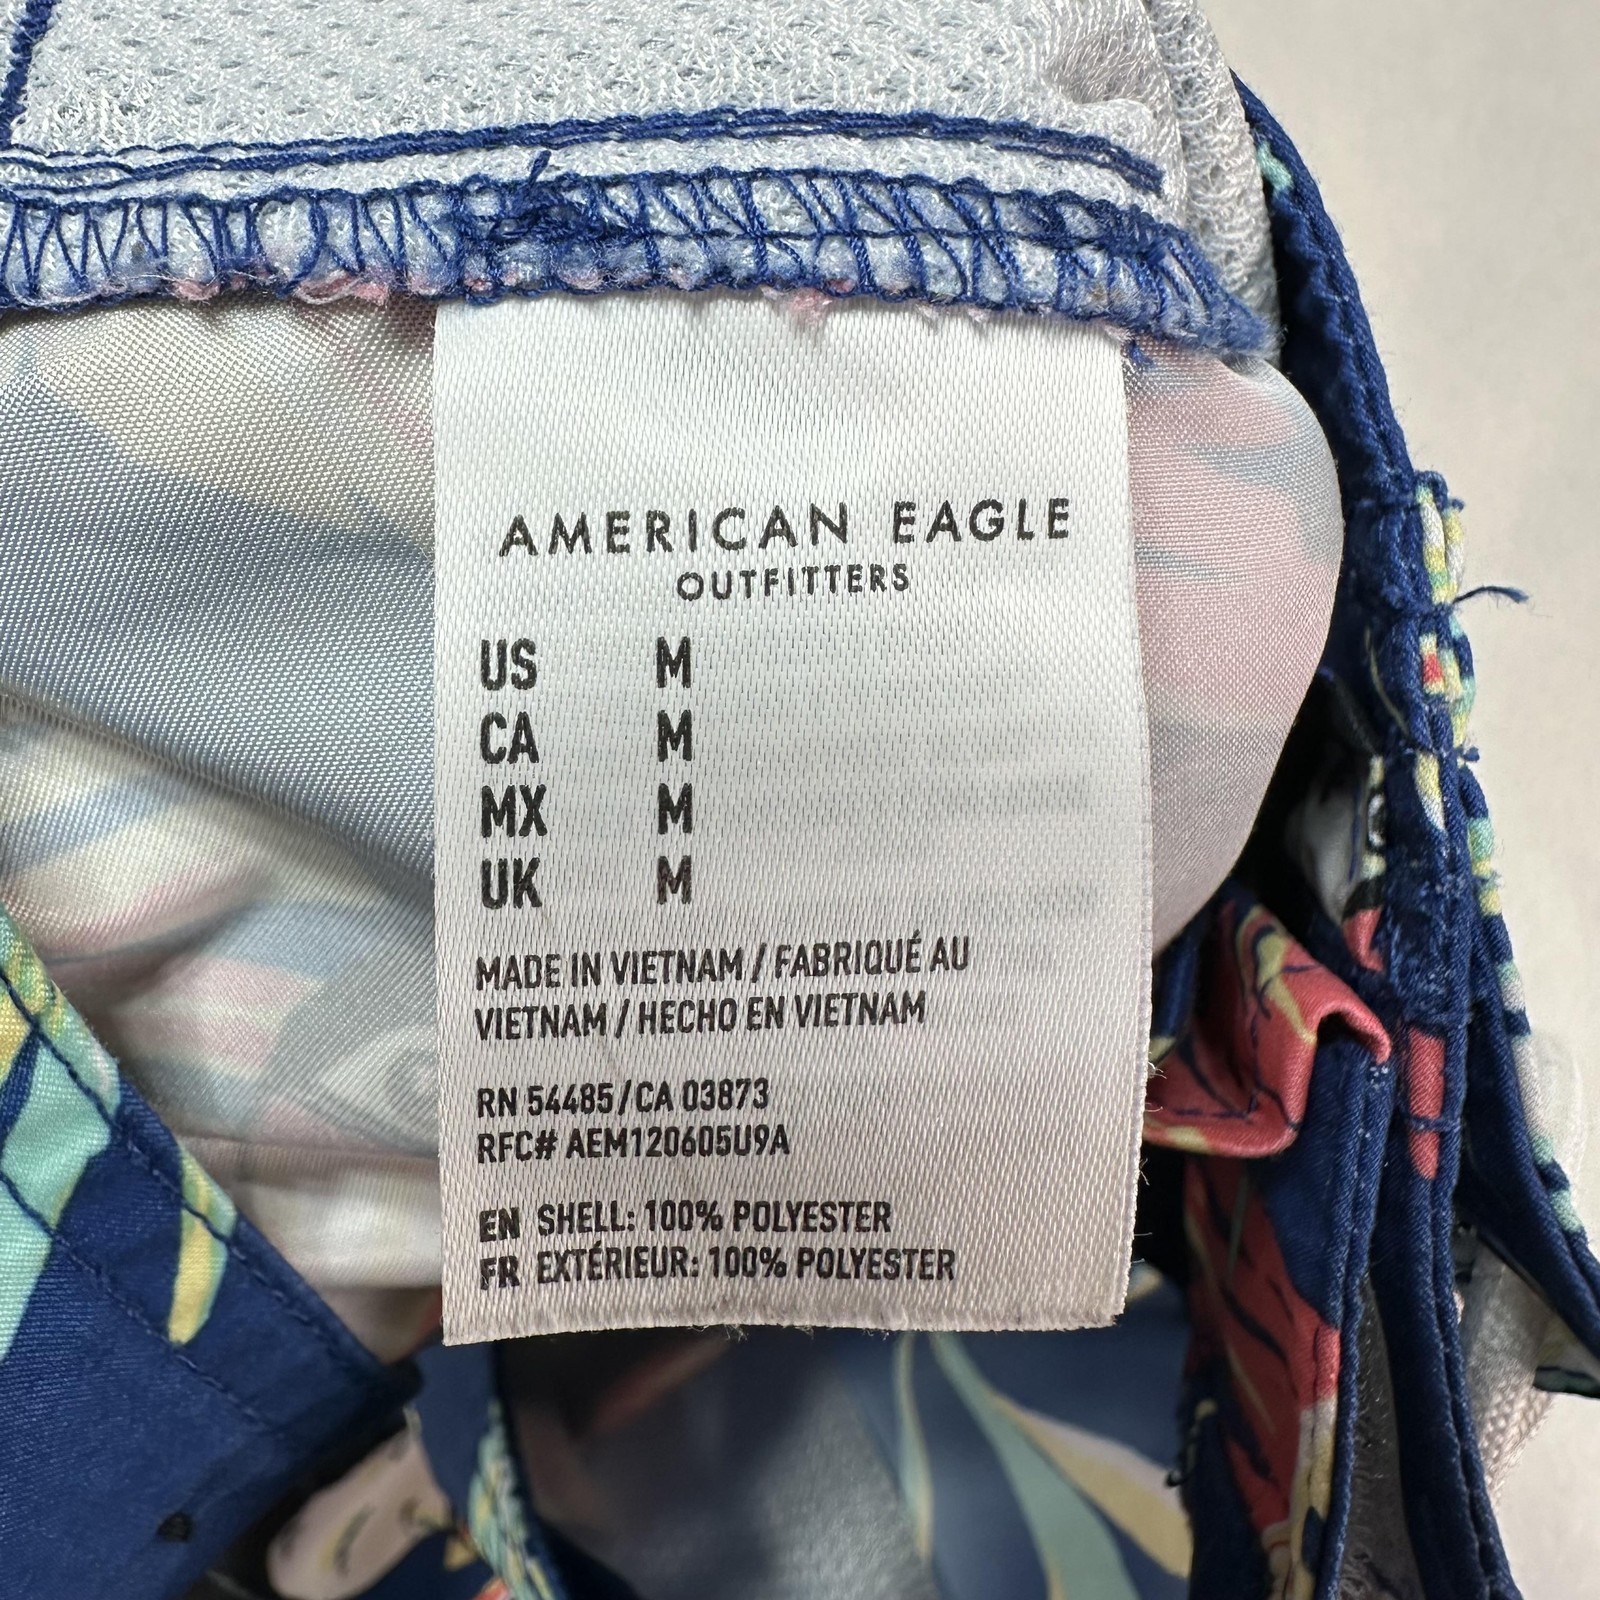 AMERICAN EAGLE
OUTFITTERS
US M
CA M
MX M
UK M
MADE IN VIETNAM / FABRIQUÉ AU
VIETNAM / HECHO EN VIETNAM
RN 54485/CA 03873
RFC# AEM120605U9A
EN SHELL: 100% POLYESTER
FR EXTÉRIEUR: 100% POLYESTER